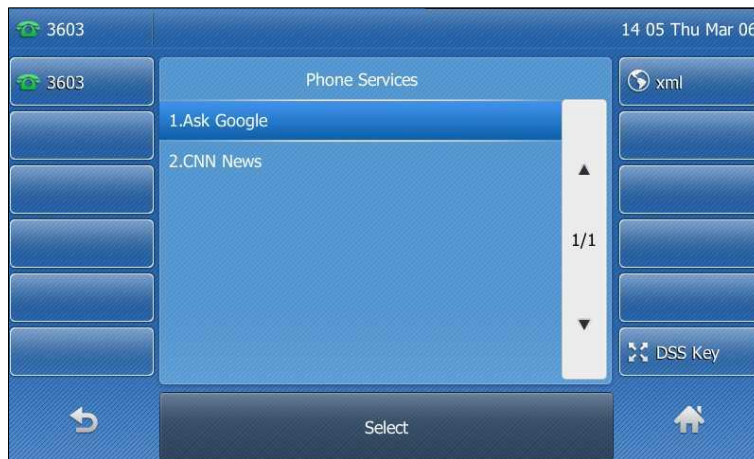 3603
14 05 Thu Mar 06
3603
Phone Services
xml
1.Ask Google
2.CNN News
1/1
DSS Key
Select